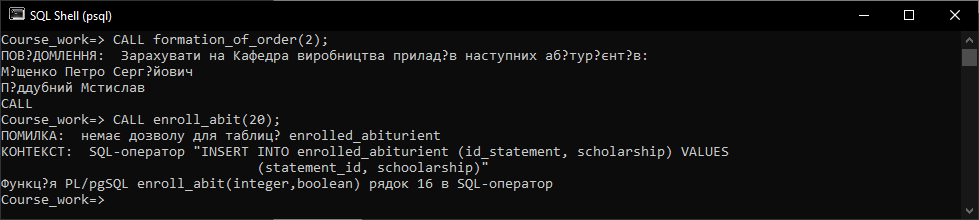 SQL Shell (psql)
Course_work=> CALL formation_of_order(2);
ПОВ?ДОМЛЕННЯ:  Зарахувати на Кафедра виробництва прилад?в наступних аб?тур?єнт?в:
М?щенко Петро Серг?йович
П?ддубний Мстислав
CALL
Course_work=> CALL enroll_abit(20);
ПОМИЛКА:  немає дозволу для таблиц? enrolled_abiturient
КОНТЕКСТ:  SQL-оператор "INSERT INTO enrolled_abiturient (id_statement, scholarship) VALUES
(statement_id, schoolarship)"
Функц?я PL/pgSQL enroll_abit(integer,boolean) рядок 16 в SQL-оператор
Course_work=>